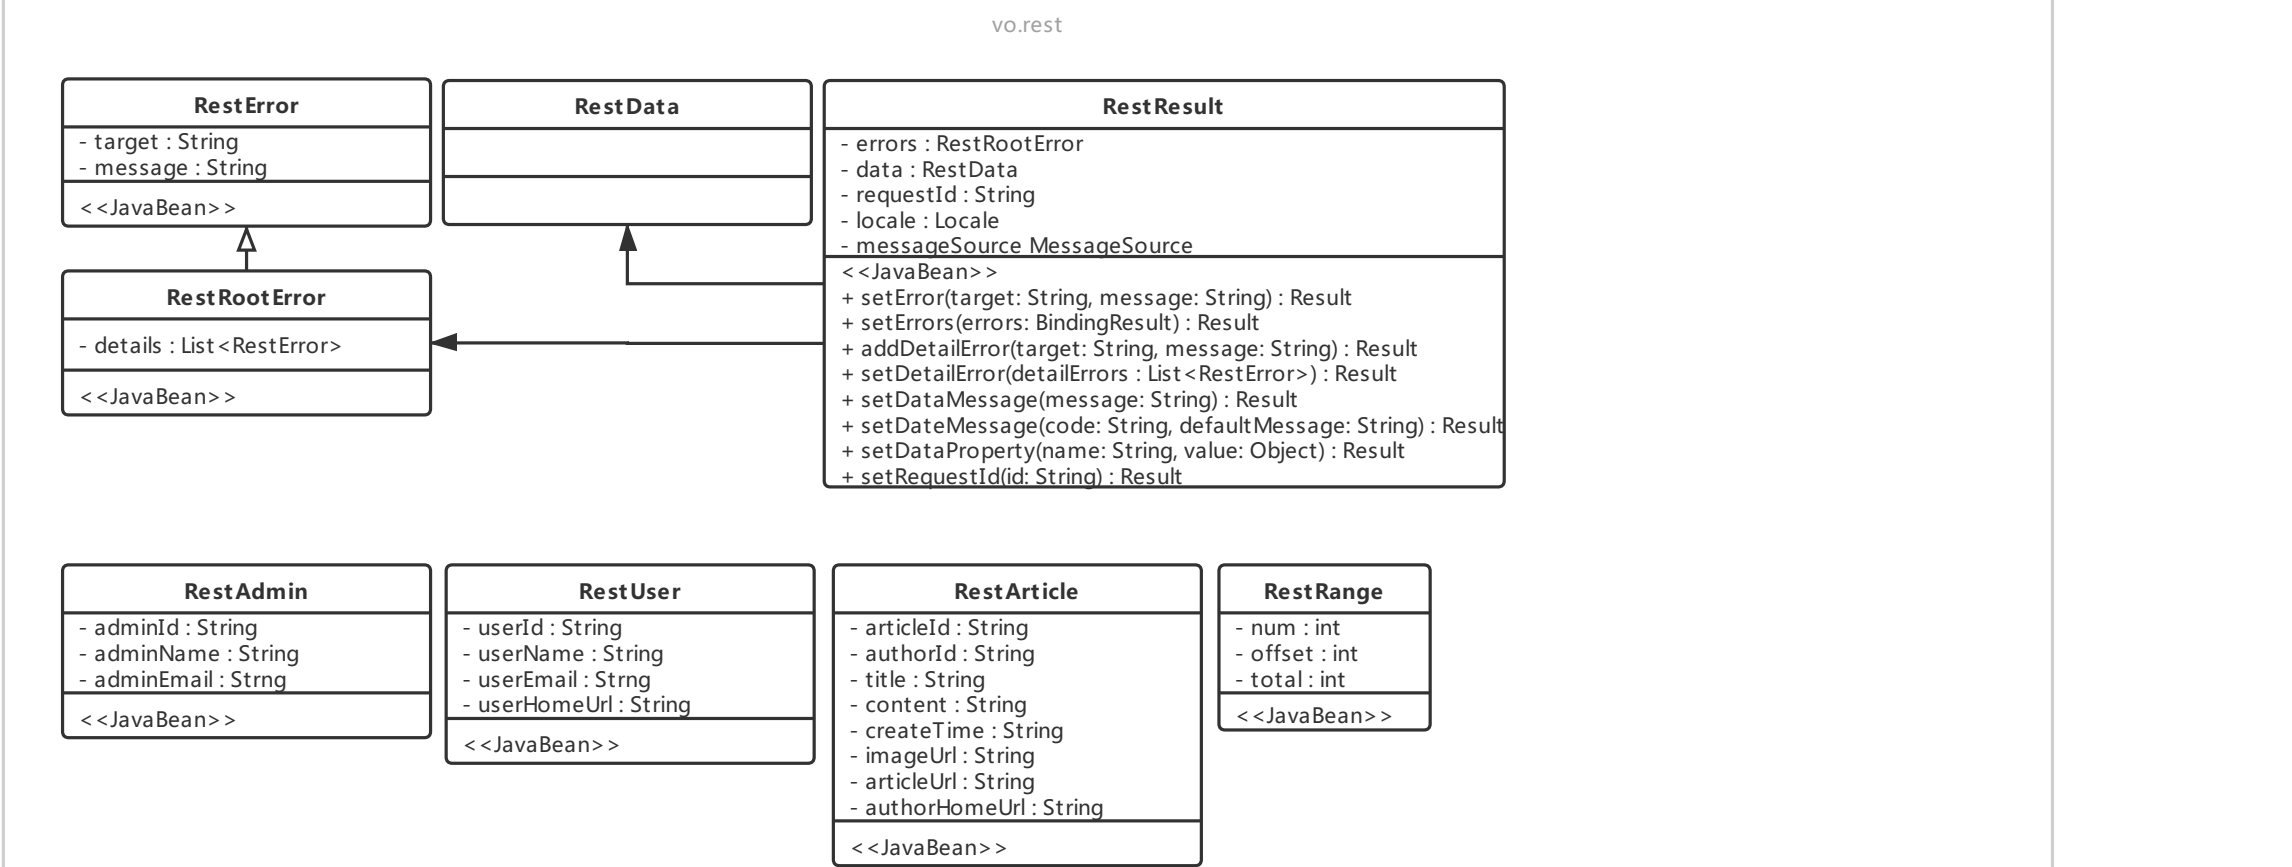 vo.rest
RestError
- target : String
- message : String
<<JavaBean>>
RestData
RestResult
- errors : RestRootError
- data : RestData
- requestId : String
- locale : Locale
- messageSource MessageSource
<<JavaBean>>
+ setError(target: String, message: String) : Result
+ setErrors(errors: BindingResult) : Result
+ addDetailError(target: String, message: String) : Result
+ setDetailError(detailErrors : List<RestError>) : Result
+ setDataMessage(message: String) : Result
+ setDateMessage(code: String, defaultMessage: String) : Result
+ setDataProperty(name: String, value: Object) : Result
+ setRequestId(id: String) : Result
RestRootError
- details : List<RestError>
<<JavaBean>>
RestAdmin
- adminId : String
- adminName : String
- adminEmail : Strng
<<JavaBean>>
RestUser
- userId : String
- userName : String
- userEmail : Strng
- userHomeUrl : String
<<JavaBean>>
RestArticle
- articleId : String
- authorId : String
- title : String
- content : String
- createTime : String
- imageUrl : String
- articleUrl : String
- authorHomeUrl : String
<<JavaBean>>
RestRange
- num : int
- offset : int
- total : int
<<JavaBean>>